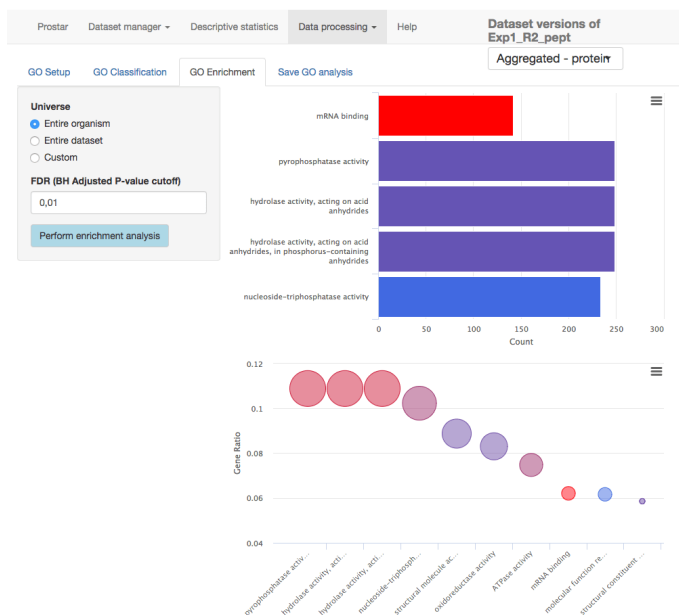 Prostar Dataset manager Descriptive statistics Data processing Help
Dataset versions of
Exp1_R2_pept
Aggregated - protein
GO Setup GO Classification GO Enrichment Save GO analysis
Universe
Entire organism
Entire dataset
Custom
FDR (BH Adjusted P-value cutoff)
0,01
Perform enrichment analysis
mRNA binding
pyrophosphatase activity
hydrolase activity, acting on acid
anhydrides
hydrolase activity, acting on acid
anhydrides, in phosphorus-containing
anhydrides
nucleoside-triphosphatase activity
0 50 100 150 200 250 300
Count
0.12
0.1
0.08
0.06
0.04
Gene Ratio
pyrophosphatase activ...
hydrolase activity, acti...
hydrolase activity, acti...
nucleoside-triphosph...
structural molecule ac...
oxidoreductase activity
ATPase activity
mRNA binding
molecular function re...
structural constituent ...